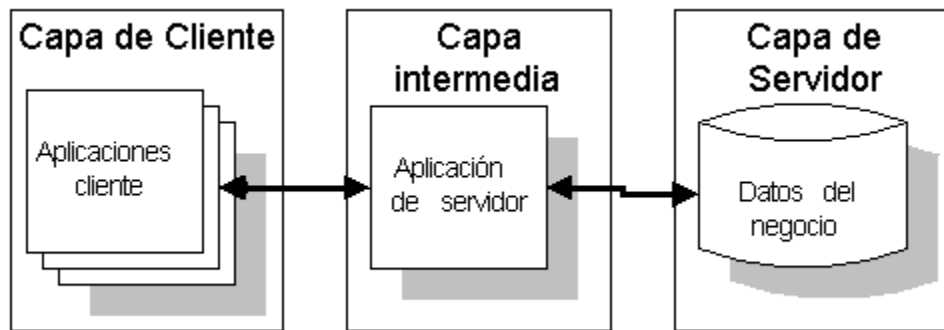 Capa de Cliente
Aplicaciones
cliente
Capa
intermedia
Aplicación
de servidor
Capa de
Servidor
Datos del
negocio